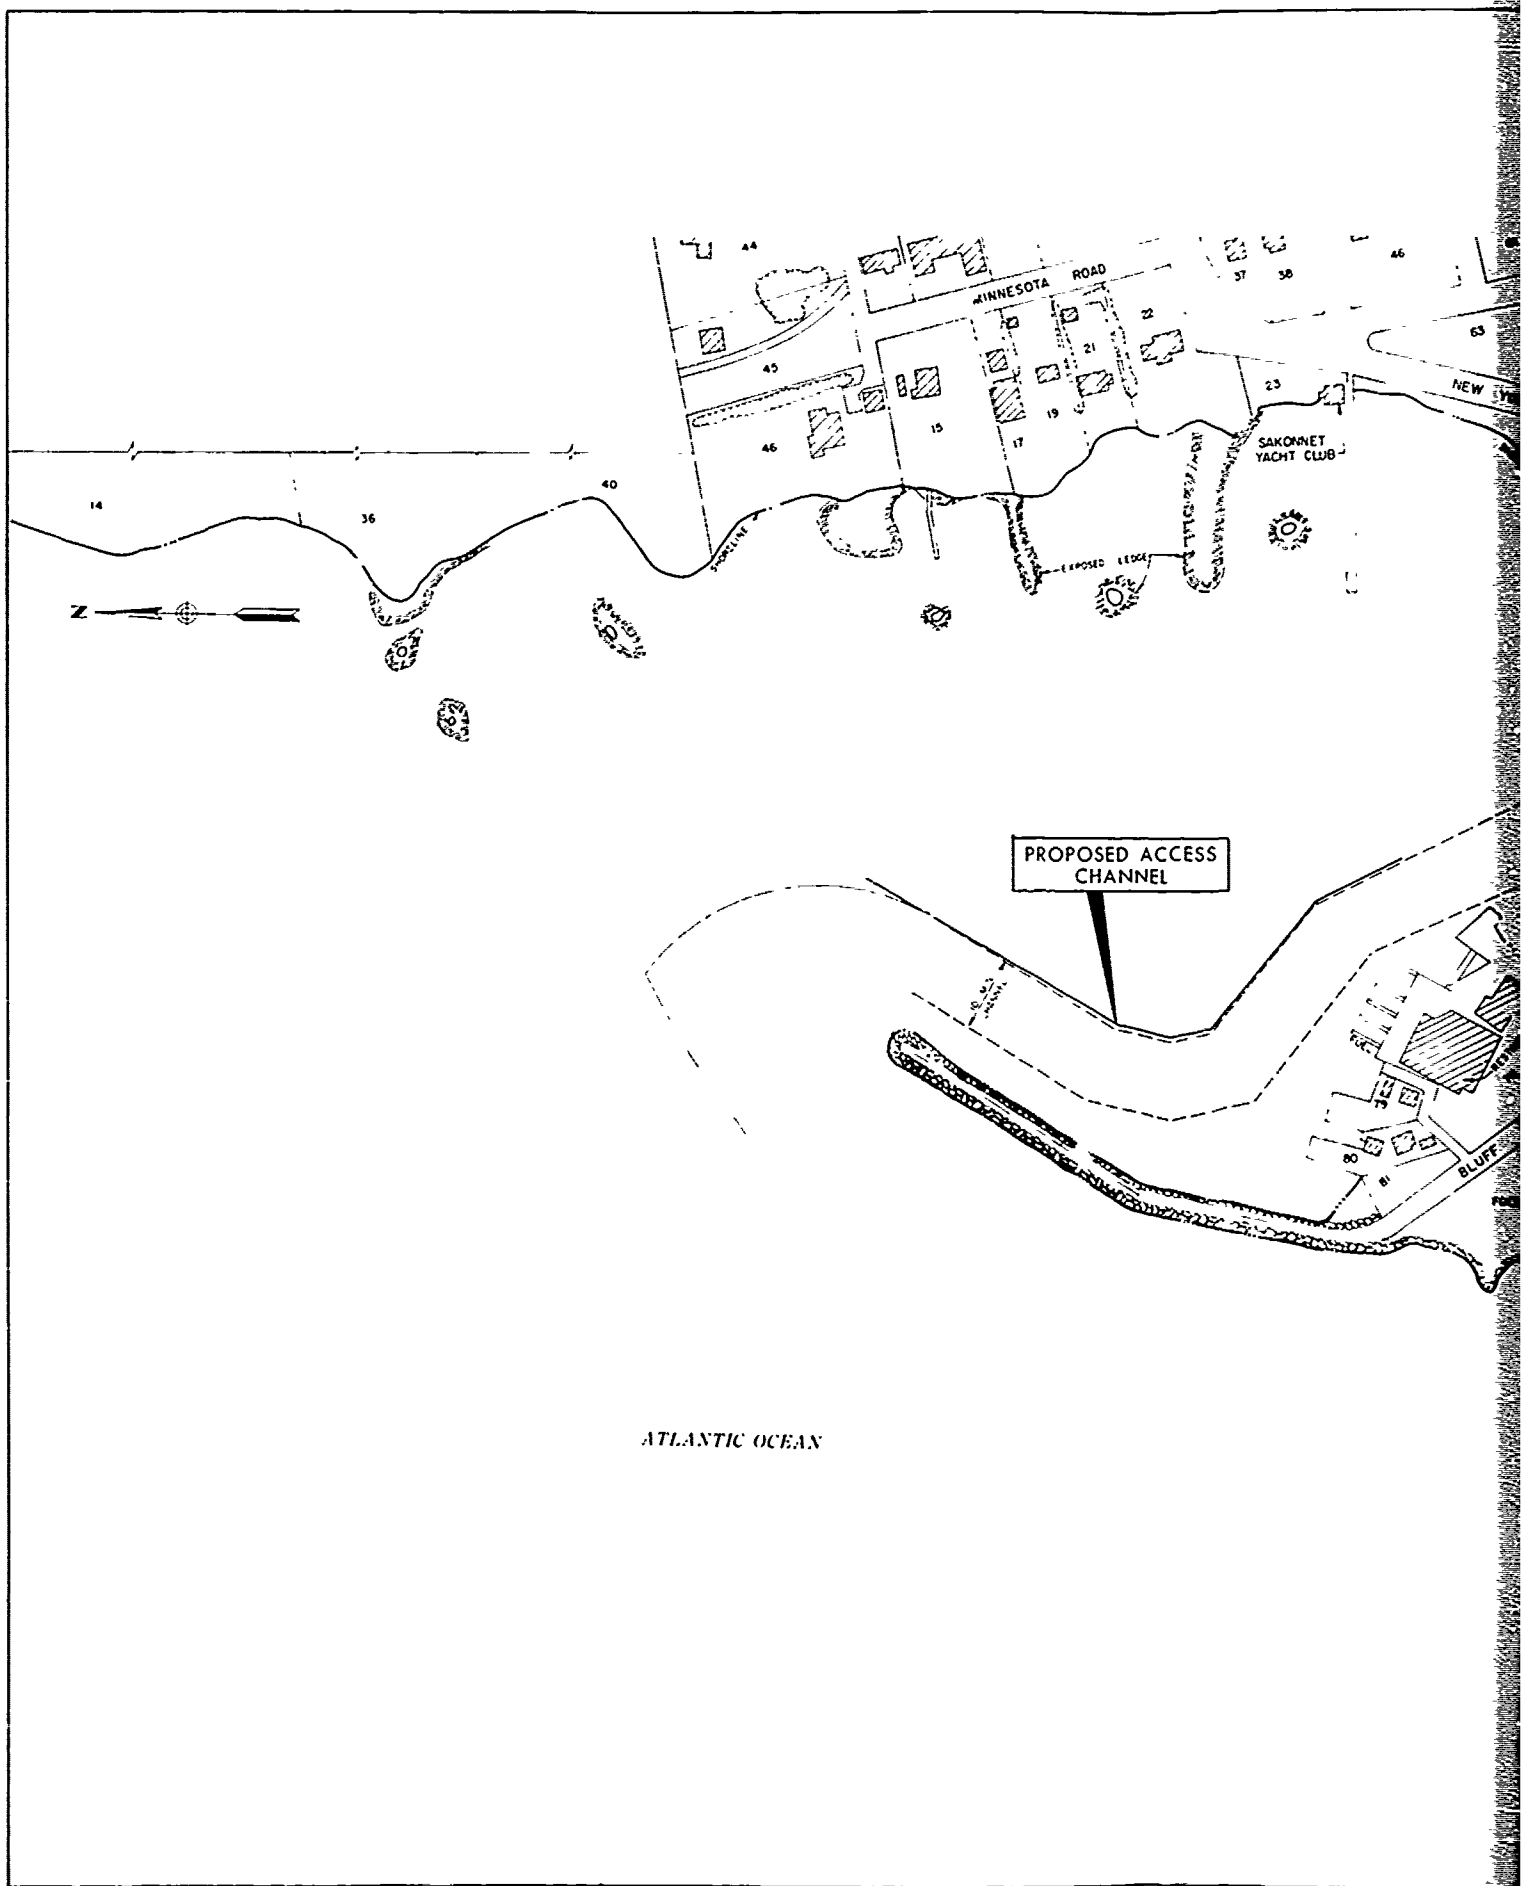 44
MINNESOTA ROAD
37
38
46
22
63
21
45
23
NEW
19
15
17
46
SAKONNET
YACHT CLUB
40
14
36
SHORELINE
EXPOSED LEDGE
Z
PROPOSED ACCESS
CHANNEL
79
80
81
BLUFF
ATLANTIC OCEAN